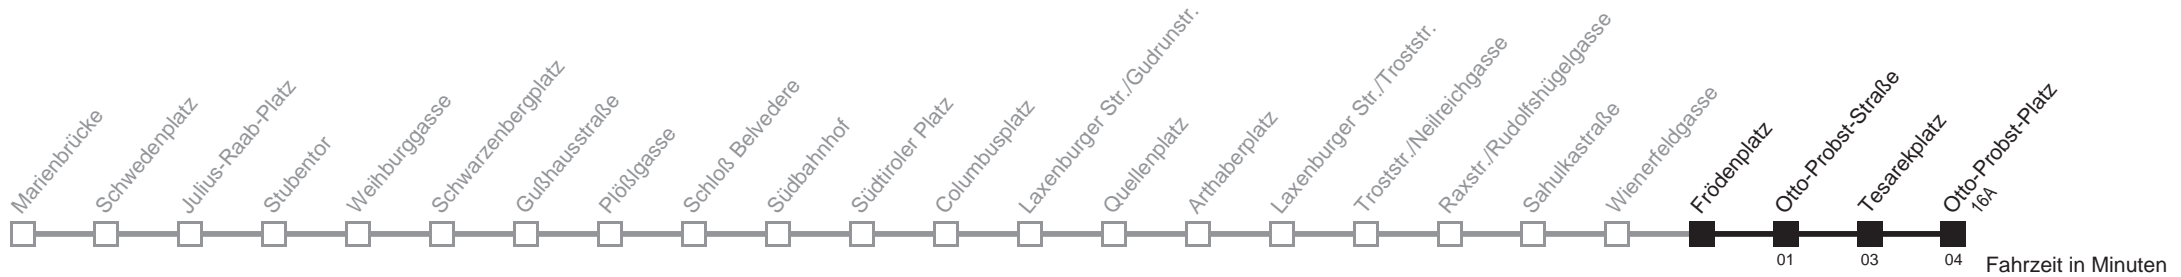 Marienbrücke
Schwedenplatz
Julius-Raab-Platz
Stubentor
Weihburggasse
Schwarzenbergplatz
Gußhausstraße
Plößlgasse
Schloß Belvedere
Südbahnhof
Südtiroler Platz
Columbusplatz
Laxenburger Str./Gudrunstr.
Quellenplatz
Arthaberplatz
Laxenburger Str./Troststr.
Troststr./Neilreichgasse
Raxstr./Rudolfshügelgasse
Sahulkastraße
Wienerfeldgasse
Frödenplatz
Otto-Probst-Straße
Tesarekplatz
Otto-Probst-Platz
16A
01
03
04
Fahrzeit in Minuten